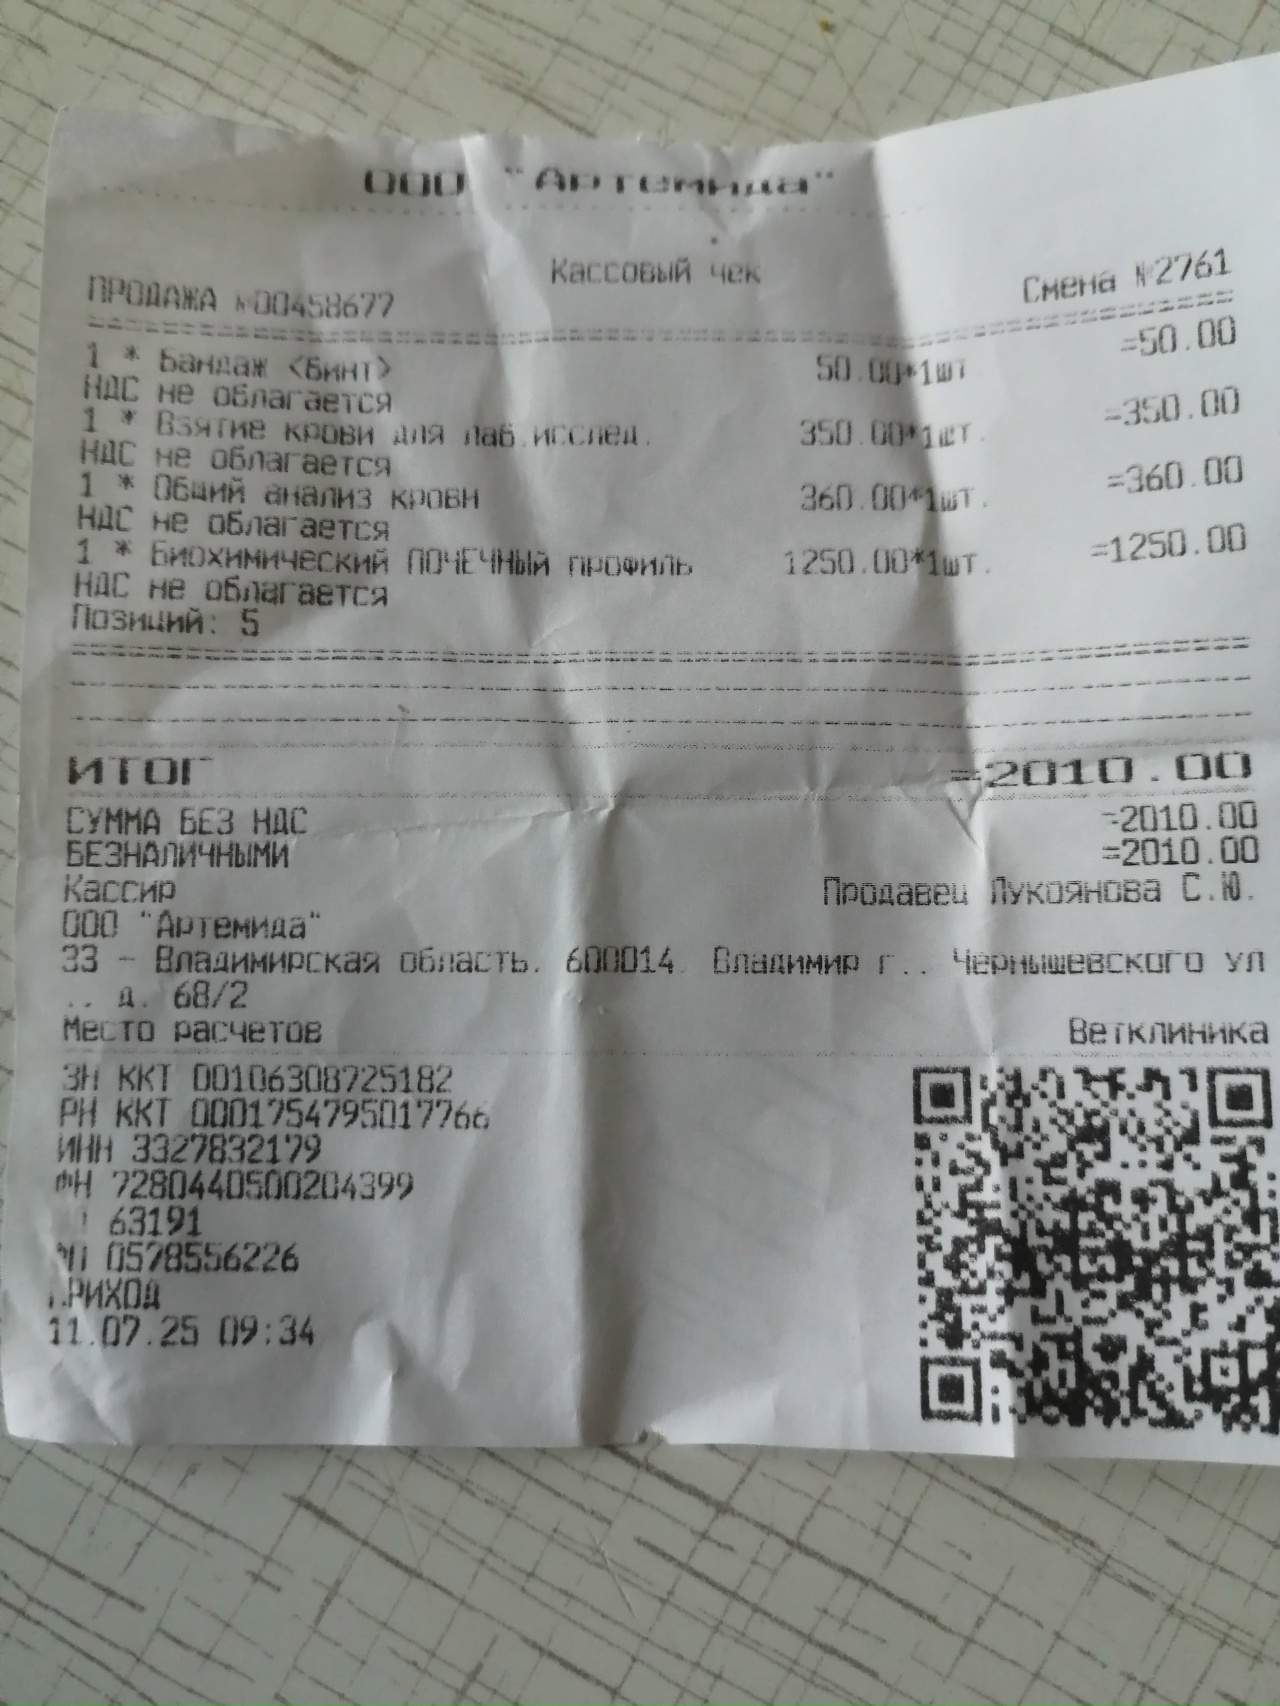 ООО "Артемида"
Кассовый чек
ПРОДАЖА №00458677 Смена №2761
1 * Бандаж <бинт> 50.00*1шт =50.00
НДС не облагается
1 * Взятие крови для лаб.исслед. 350.00*1шт. =350.00
НДС не облагается
1 * Общий анализ крови 360.00*1шт. =360.00
НДС не облагается
1 * Биохимический ПОЧЕЧНЫЙ профиль 1250.00*1шт. =1250.00
НДС не облагается
Позиций: 5
ИТОГ =2010.00
СУММА БЕЗ НДС =2010.00
БЕЗНАЛИЧНЫМИ =2010.00
Кассир Продавец Лукоянова С.Ю.
ООО "Артемида"
33 - Владимирская область. 600014. Владимир г.. Чернышевского ул
.. д. 68/2
Место расчетов Ветклиника
ЗН ККТ 00106308725182
РН ККТ 0001754795017766
ИНН 3327832179
ФН 7280440500204399
63191
0578556226
ПРИХОД
11.07.25 09:34